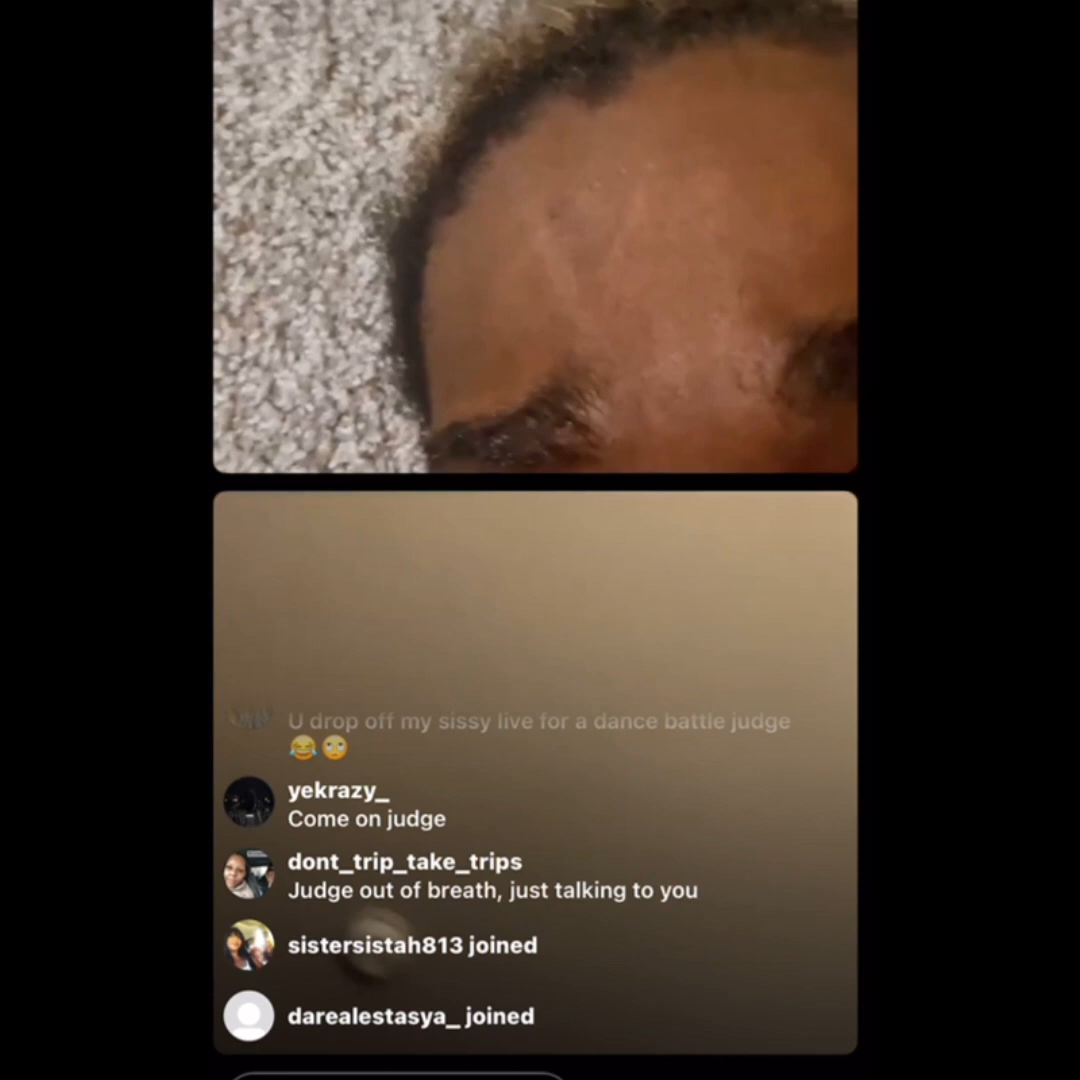 U drop off my sissy live for a dance battle judge
😂🙄
yekrazy_
Come on judge
dont_trip_take_trips
Judge out of breath, just talking to you
sistersistah813 joined
darealestasya_ joined